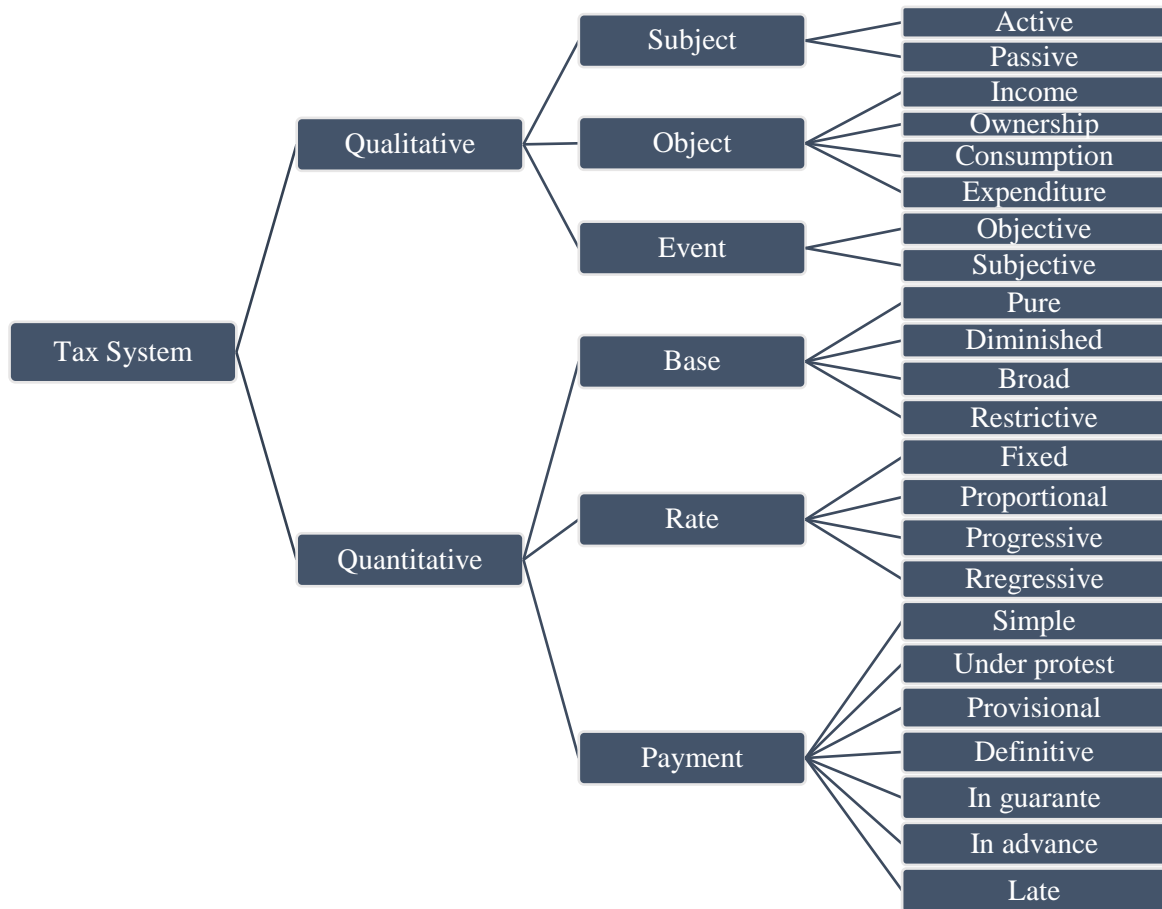 Tax System
Qualitative
Subject
Active
Passive
Object
Income
Ownership
Consumption
Expenditure
Event
Objective
Subjective
Quantitative
Base
Pure
Diminished
Broad
Restrictive
Rate
Fixed
Proportional
Progressive
Rregressive
Payment
Simple
Under protest
Provisional
Definitive
In guarante
In advance
Late